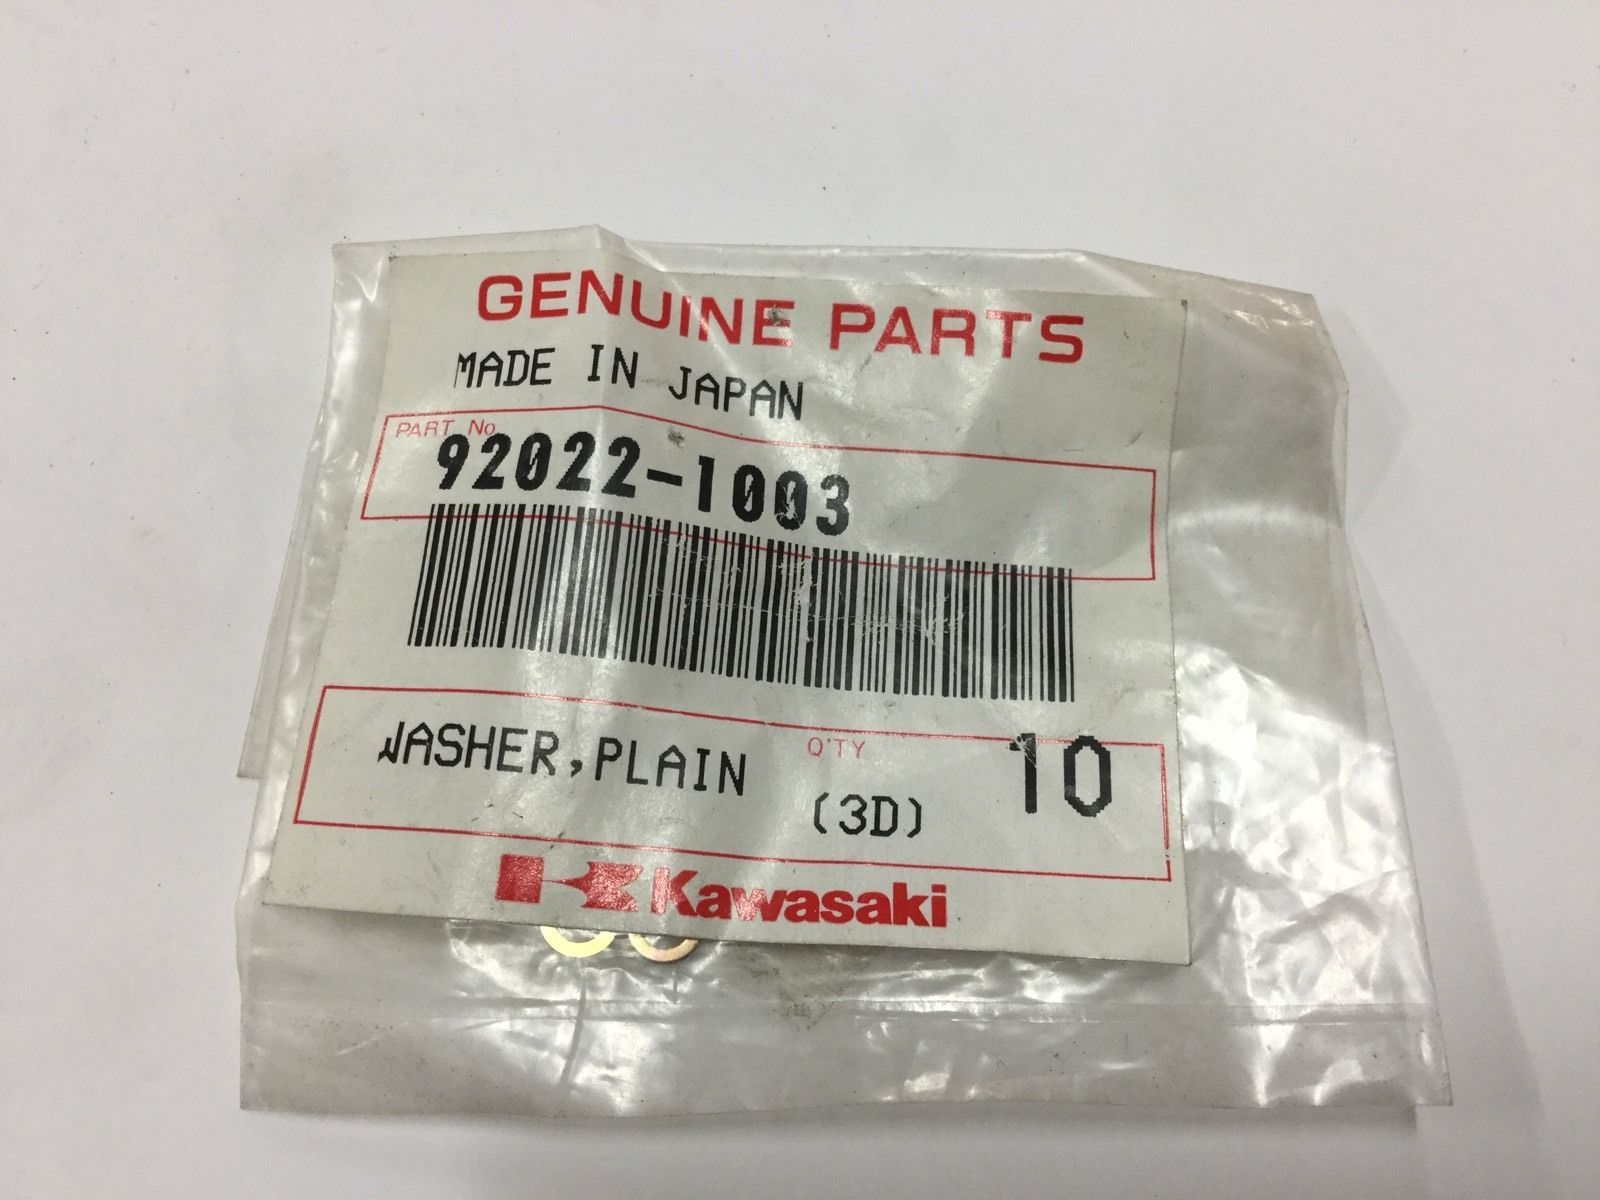 GENUINE PARTS
MADE IN JAPAN
PART No
92022-1003
WASHER,PLAIN
Q'TY
10
(3D)
Kawasaki